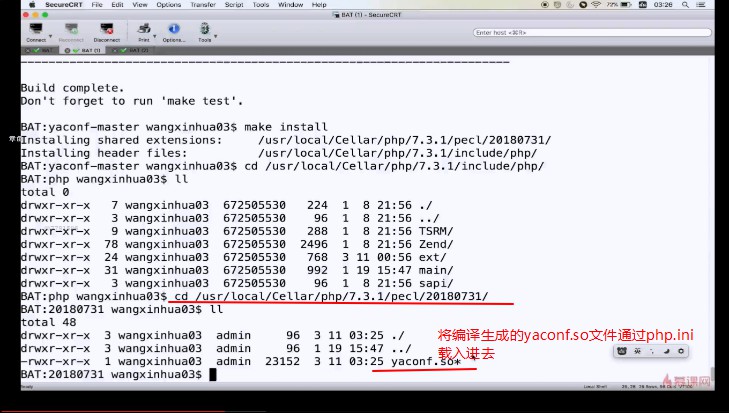 SecureCRT File Edit View Options Transfer Script Tools Window Help 72% 03:26
BAT (1) - SecureCRT
Connect Reconnect Disconnect Print Options... Tools
Enter host <⌘R>
BAT BAT (1) BAT (2)
Build complete.
Don't forget to run 'make test'.
BAT:yaconf-master wangxinhua03$ make install
Installing shared extensions: /usr/local/Cellar/php/7.3.1/pecl/20180731/
Installing header files: /usr/local/Cellar/php/7.3.1/include/php/
BAT:yaconf-master wangxinhua03$ cd /usr/local/Cellar/php/7.3.1/include/php/
BAT:php wangxinhua03$ ll
total 0
drwxr-xr-x 7 wangxinhua03 672505530 224 1 8 21:56 ./
drwxr-xr-x 3 wangxinhua03 672505530 96 1 8 21:56 ../
drwxr-xr-x 9 wangxinhua03 672505530 288 1 8 21:56 TSRM/
drwxr-xr-x 78 wangxinhua03 672505530 2496 1 8 21:56 Zend/
drwxr-xr-x 24 wangxinhua03 672505530 768 3 11 00:56 ext/
drwxr-xr-x 31 wangxinhua03 672505530 992 1 19 15:47 main/
drwxr-xr-x 3 wangxinhua03 672505530 96 1 8 21:56 sapi/
BAT:php wangxinhua03$ cd /usr/local/Cellar/php/7.3.1/pecl/20180731/
BAT:20180731 wangxinhua03$ ll
total 48
drwxr-xr-x 3 wangxinhua03 admin 96 3 11 03:25 ./
drwxr-xr-x 3 wangxinhua03 admin 96 1 19 15:47 ../
-rwxr-xr-x 1 wangxinhua03 admin 23152 3 11 03:25 yaconf.so*
BAT:20180731 wangxinhua03$
将编译生成的yaconf.so文件通过php.ini
载入进去
英
慕课网
Ready